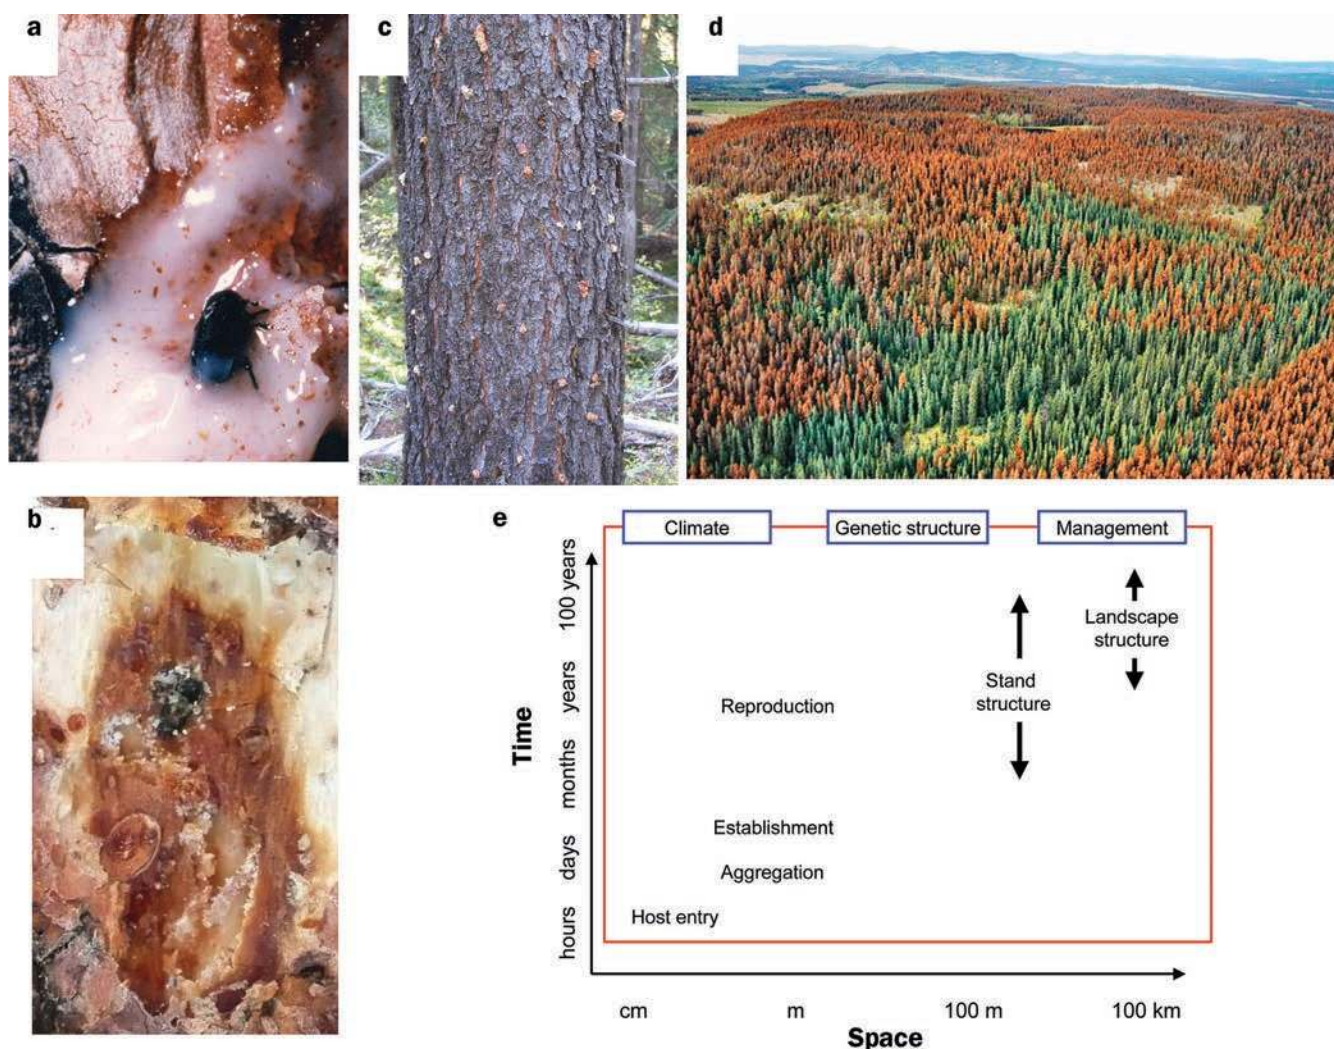 a
c
d
b
e
Climate
Genetic structure
Management
100 years
years
months
days
hours
Time
Landscape
structure
Stand
structure
Reproduction
Establishment
Aggregation
Host entry
cm
m
100 m
100 km
Space